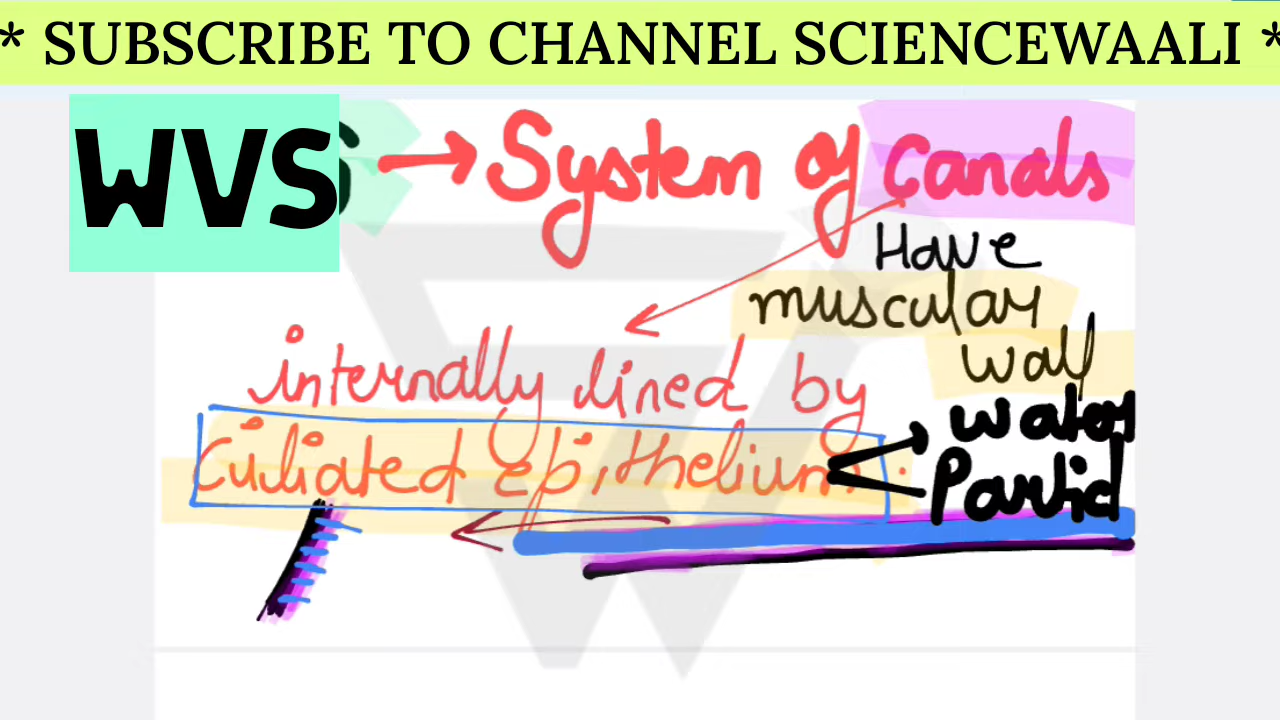 * SUBSCRIBE TO CHANNEL SCIENCEWAALI *
WVS → System of Canals
Have
muscular
wall
internally lined by
Ciliated epithelium
water
Partic